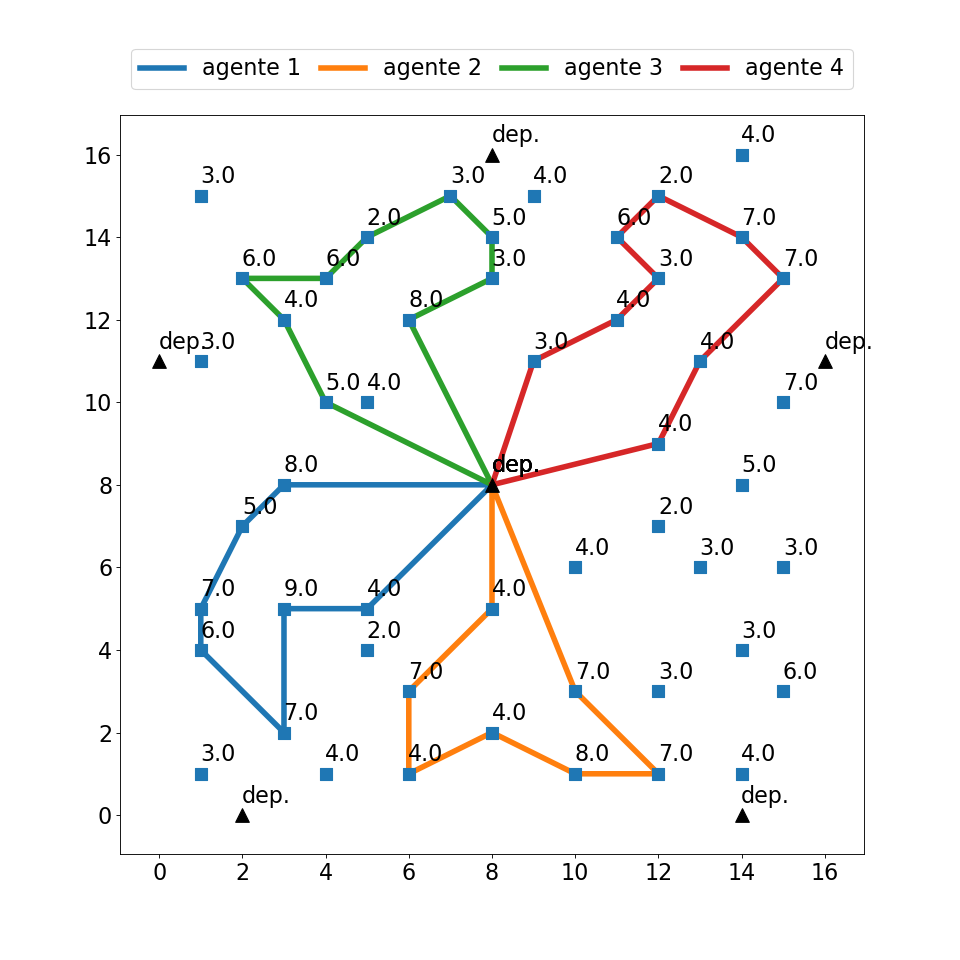 agente 1 agente 2 agente 3 agente 4
dep. 4.0
16
3.0 3.0 4.0 2.0
2.0 5.0 6.0 7.0
14
6.0 6.0 3.0 3.0 7.0
4.0 8.0 4.0
12
dep. 3.0 3.0 4.0 dep.
5.0 4.0 7.0
10
4.0
8.0 dep. dep. 5.0
8
5.0 2.0
4.0 3.0 3.0
6
7.0 9.0 4.0 4.0
6.0 2.0 3.0
4
7.0 7.0 3.0 6.0
7.0 4.0
2
3.0 4.0 4.0 8.0 7.0 4.0
dep. dep.
0
0 2 4 6 8 10 12 14 16